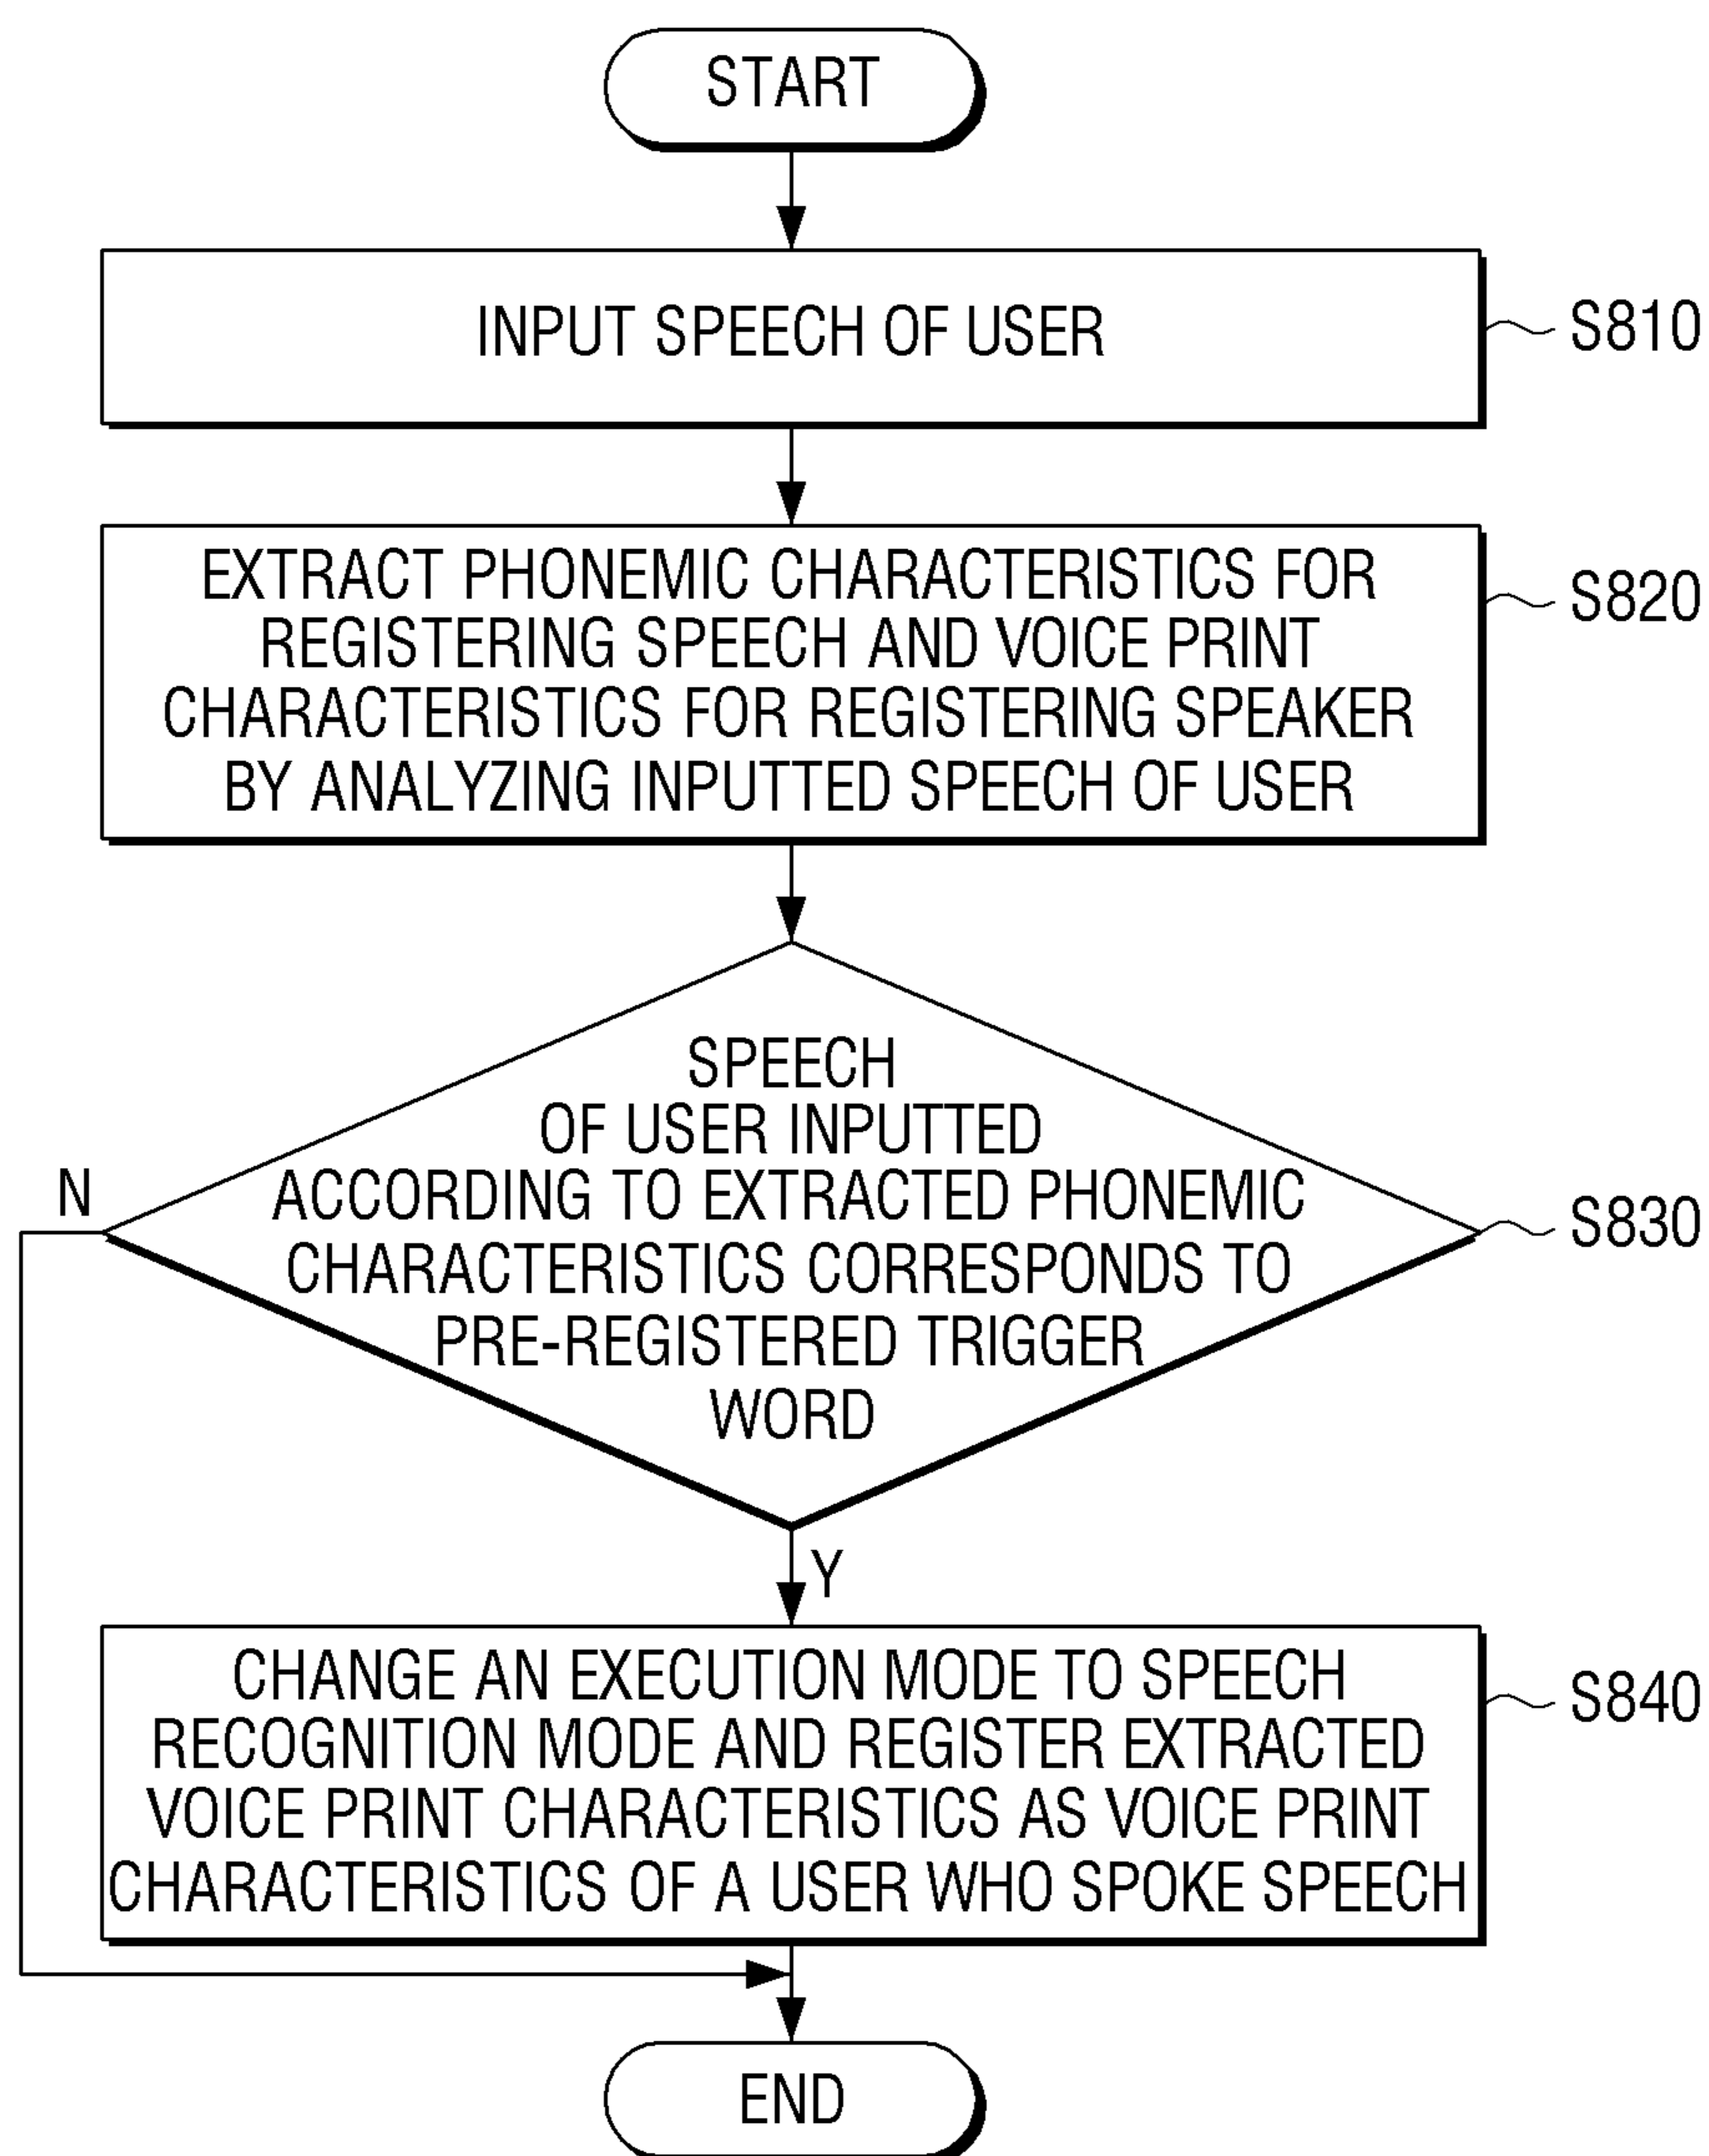 START
INPUT SPEECH OF USER
S810
EXTRACT PHONEMIC CHARACTERISTICS FOR
REGISTERING SPEECH AND VOICE PRINT
CHARACTERISTICS FOR REGISTERING SPEAKER
BY ANALYZING INPUTTED SPEECH OF USER
S820
SPEECH
OF USER INPUTTED
ACCORDING TO EXTRACTED PHONEMIC
CHARACTERISTICS CORRESPONDS TO
PRE-REGISTERED TRIGGER
WORD
N
S830
Y
CHANGE AN EXECUTION MODE TO SPEECH
RECOGNITION MODE AND REGISTER EXTRACTED
VOICE PRINT CHARACTERISTICS AS VOICE PRINT
CHARACTERISTICS OF A USER WHO SPOKE SPEECH
S840
END